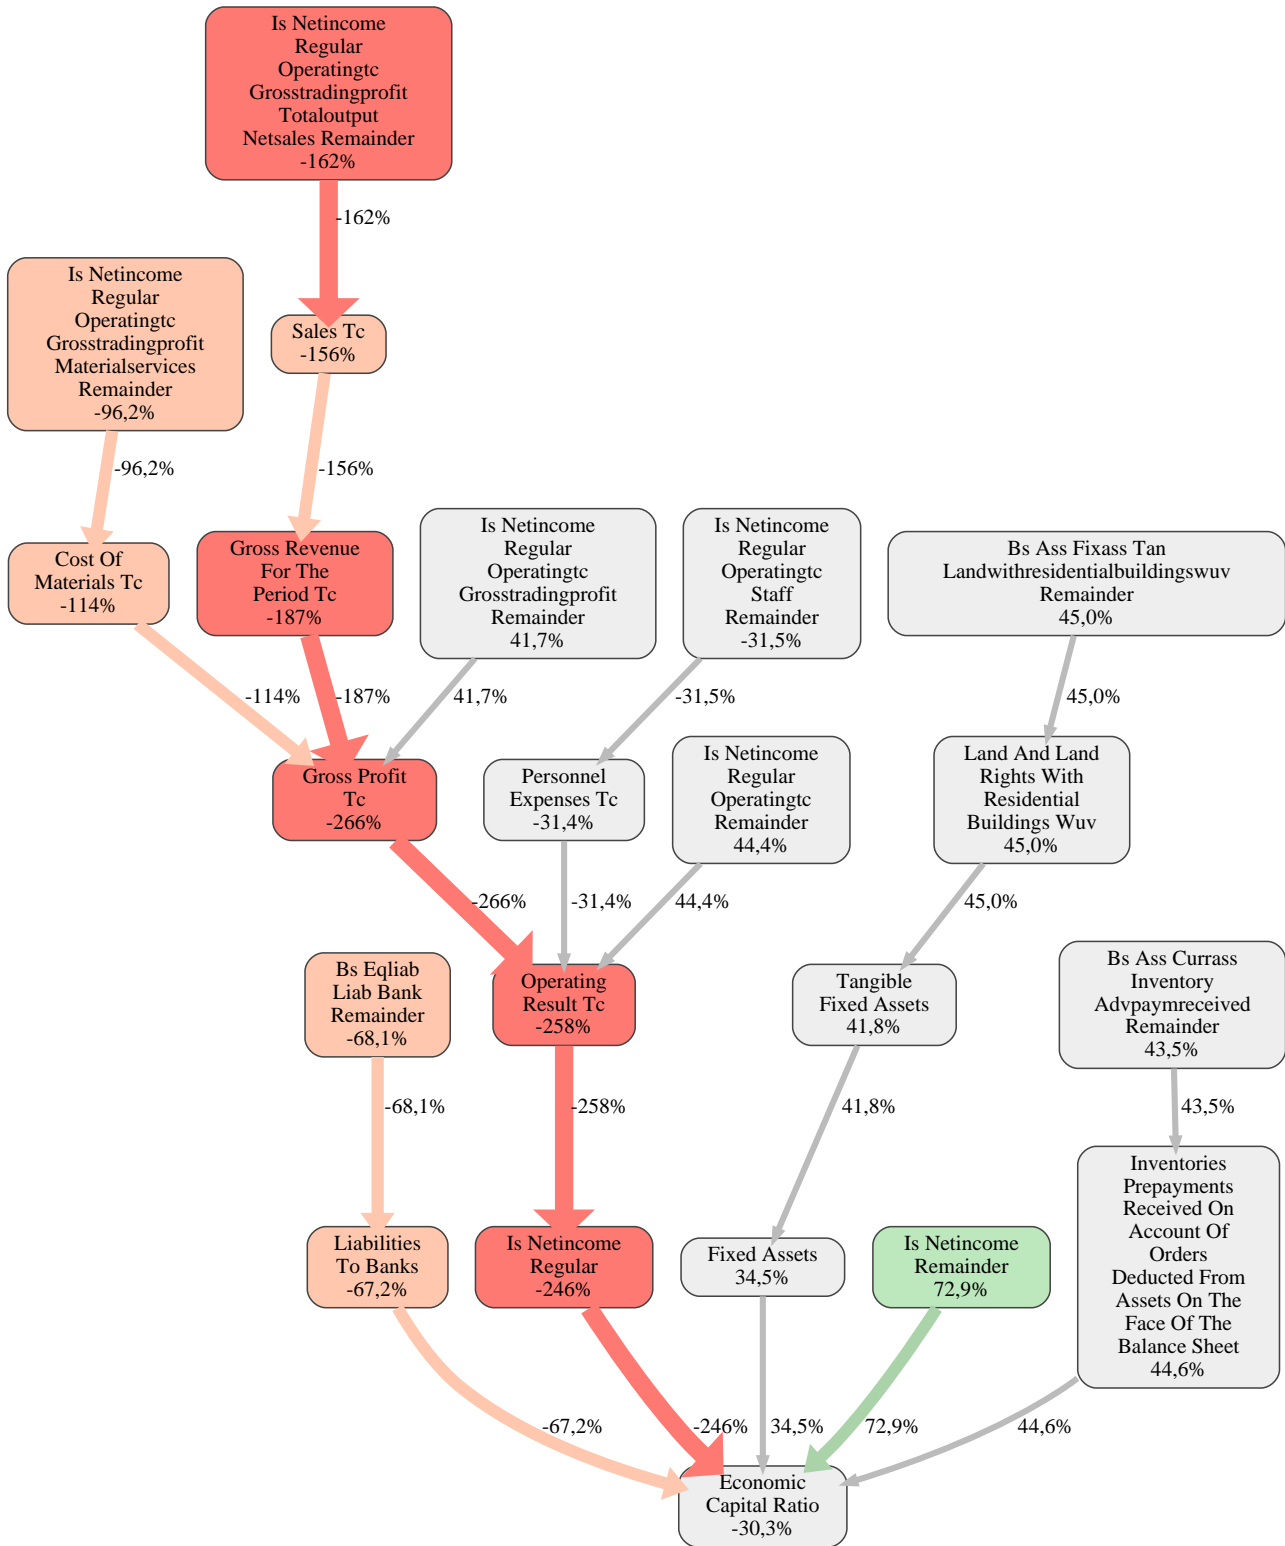 Is Netincome
Regular
Operatingtc
Grosstradingprofit
Totaloutput
Netsales Remainder
-162%
-162%
Is Netincome
Regular
Operatingtc
Grosstradingprofit
Materialservices
Remainder
-96,2%
Sales Tc
-156%
-96,2%
-156%
Cost Of
Materials Tc
-114%
Gross Revenue
For The
Period Tc
-187%
Is Netincome
Regular
Operatingtc
Grosstradingprofit
Remainder
41,7%
Is Netincome
Regular
Operatingtc
Staff
Remainder
-31,5%
Bs Ass Fixass Tan
Landwithresidentialbuildingswuv
Remainder
45,0%
-114%
-187%
41,7%
-31,5%
45,0%
Gross Profit
Tc
-266%
Personnel
Expenses Tc
-31,4%
Is Netincome
Regular
Operatingtc
Remainder
44,4%
Land And Land
Rights With
Residential
Buildings Wuv
45,0%
-266%
-31,4%
44,4%
45,0%
Bs Eqliab
Liab Bank
Remainder
-68,1%
Operating
Result Tc
-258%
Tangible
Fixed Assets
41,8%
Bs Ass Currass
Inventory
Advpaymreceived
Remainder
43,5%
-68,1%
-258%
41,8%
43,5%
Liabilities
To Banks
-67,2%
Is Netincome
Regular
-246%
Fixed Assets
34,5%
Is Netincome
Remainder
72,9%
Inventories
Prepayments
Received On
Account Of
Orders
Deducted From
Assets On The
Face Of The
Balance Sheet
44,6%
-67,2%
-246%
34,5%
72,9%
44,6%
Economic
Capital Ratio
-30,3%